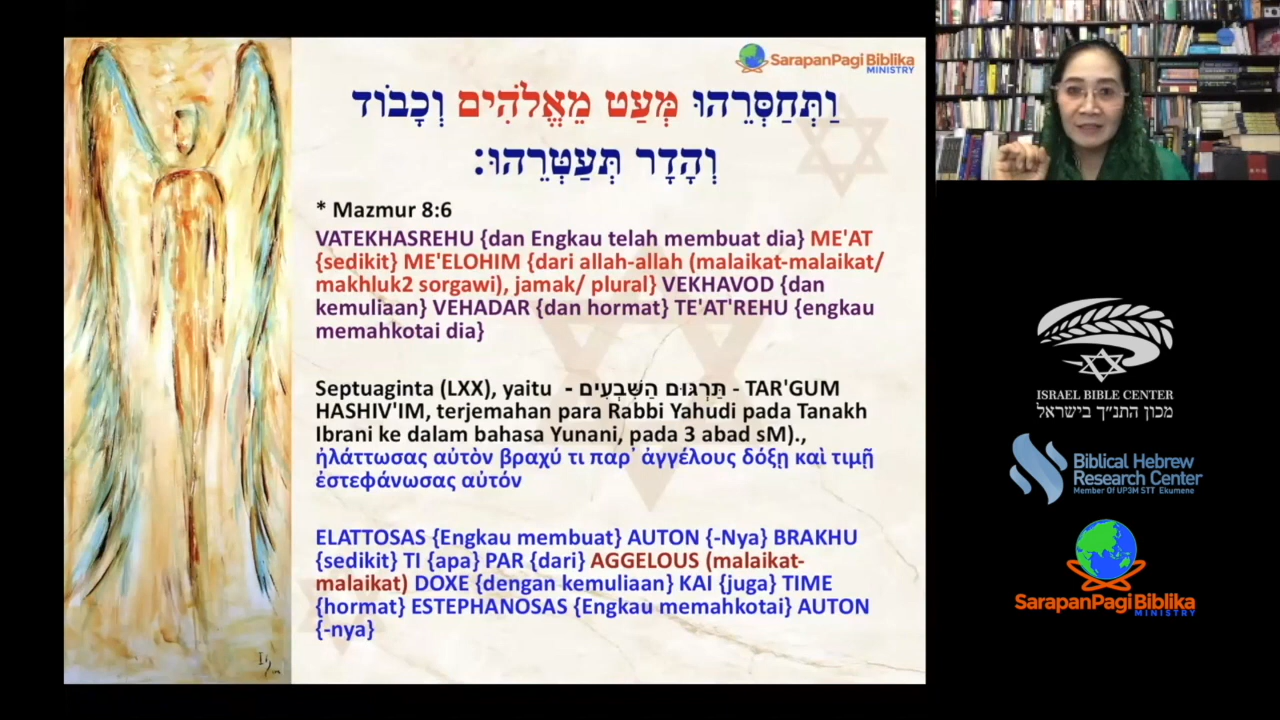 SarapanPagi Biblika
MINISTRY
וַתְּחַסְּרֵהוּ מְּעַט מֵאֱלֹהִים וְכָבוֹד
וְהָדָר תְּעַטְּרֵהוּ׃
* Mazmur 8:6
VATEKHASREHU {dan Engkau telah membuat dia} ME'AT
{sedikit} ME'ELOHIM {dari allah-allah (malaikat-malaikat/
makhluk2 sorgawi), jamak/ plural} VEKHAVOD {dan
kemuliaan} VEHADAR {dan hormat} TE'AT'REHU {engkau
memahkotai dia}
Septuaginta (LXX), yaitu - תַּרְגּוּם הַשִּׁבְעִים - TAR'GUM
HASHIV'IM, terjemahan para Rabbi Yahudi pada Tanakh
Ibrani ke dalam bahasa Yunani, pada 3 abad sM).,
ἠλάττωσας αὐτὸν βραχύ τι παρ᾽ ἀγγέλους δόξῃ καὶ τιμῇ
ἐστεφάνωσας αὐτόν
ELATTOSAS {Engkau membuat} AUTON {-Nya} BRAKHU
{sedikit} TI {apa} PAR {dari} AGGELOUS (malaikat-
malaikat) DOXE {dengan kemuliaan} KAI {juga} TIME
{hormat} ESTEPHANOSAS {Engkau memahkotai} AUTON
{-nya}
ISRAEL BIBLE CENTER
מכון התנ״ך בישראל
Biblical Hebrew
Research Center
Member Of UP3M STT Ekumene
SarapanPagi Biblika
MINISTRY